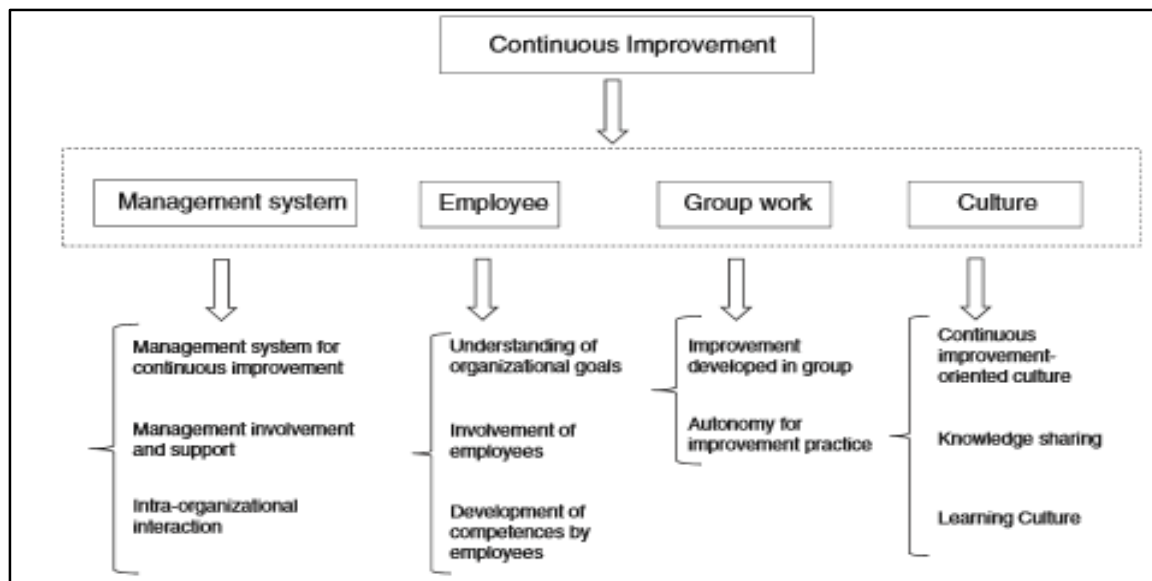 Continuous Improvement
Management system
Employee
Group work
Culture
Management system for
continuous improvement
Management involvement
and support
Intra-organizational
interaction
Understanding of
organizational goals
Involvement of
employees
Development of
competences by
employees
Improvement
developed in group
Autonomy for
improvement practice
Continuous
improvement-
oriented culture
Knowledge sharing
Learning Culture